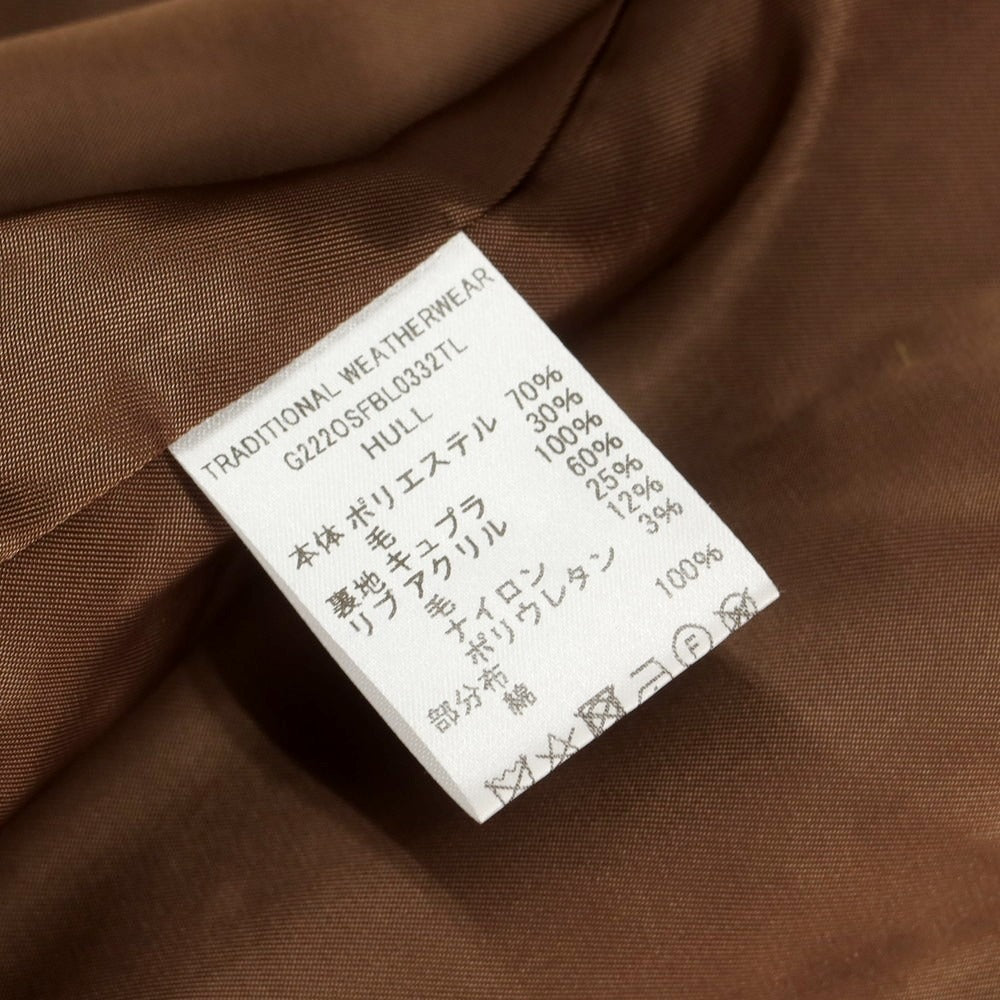 TRADITIONAL WEATHERWEAR
G2220SFBL0332TL
HULL
本体 ポリエステル 70%
毛 30%
裏地 キュプラ 100%
リブ アクリル 60%
毛 25%
ナイロン 12%
ポリウレタン 3%
部分布
綿 100%
F